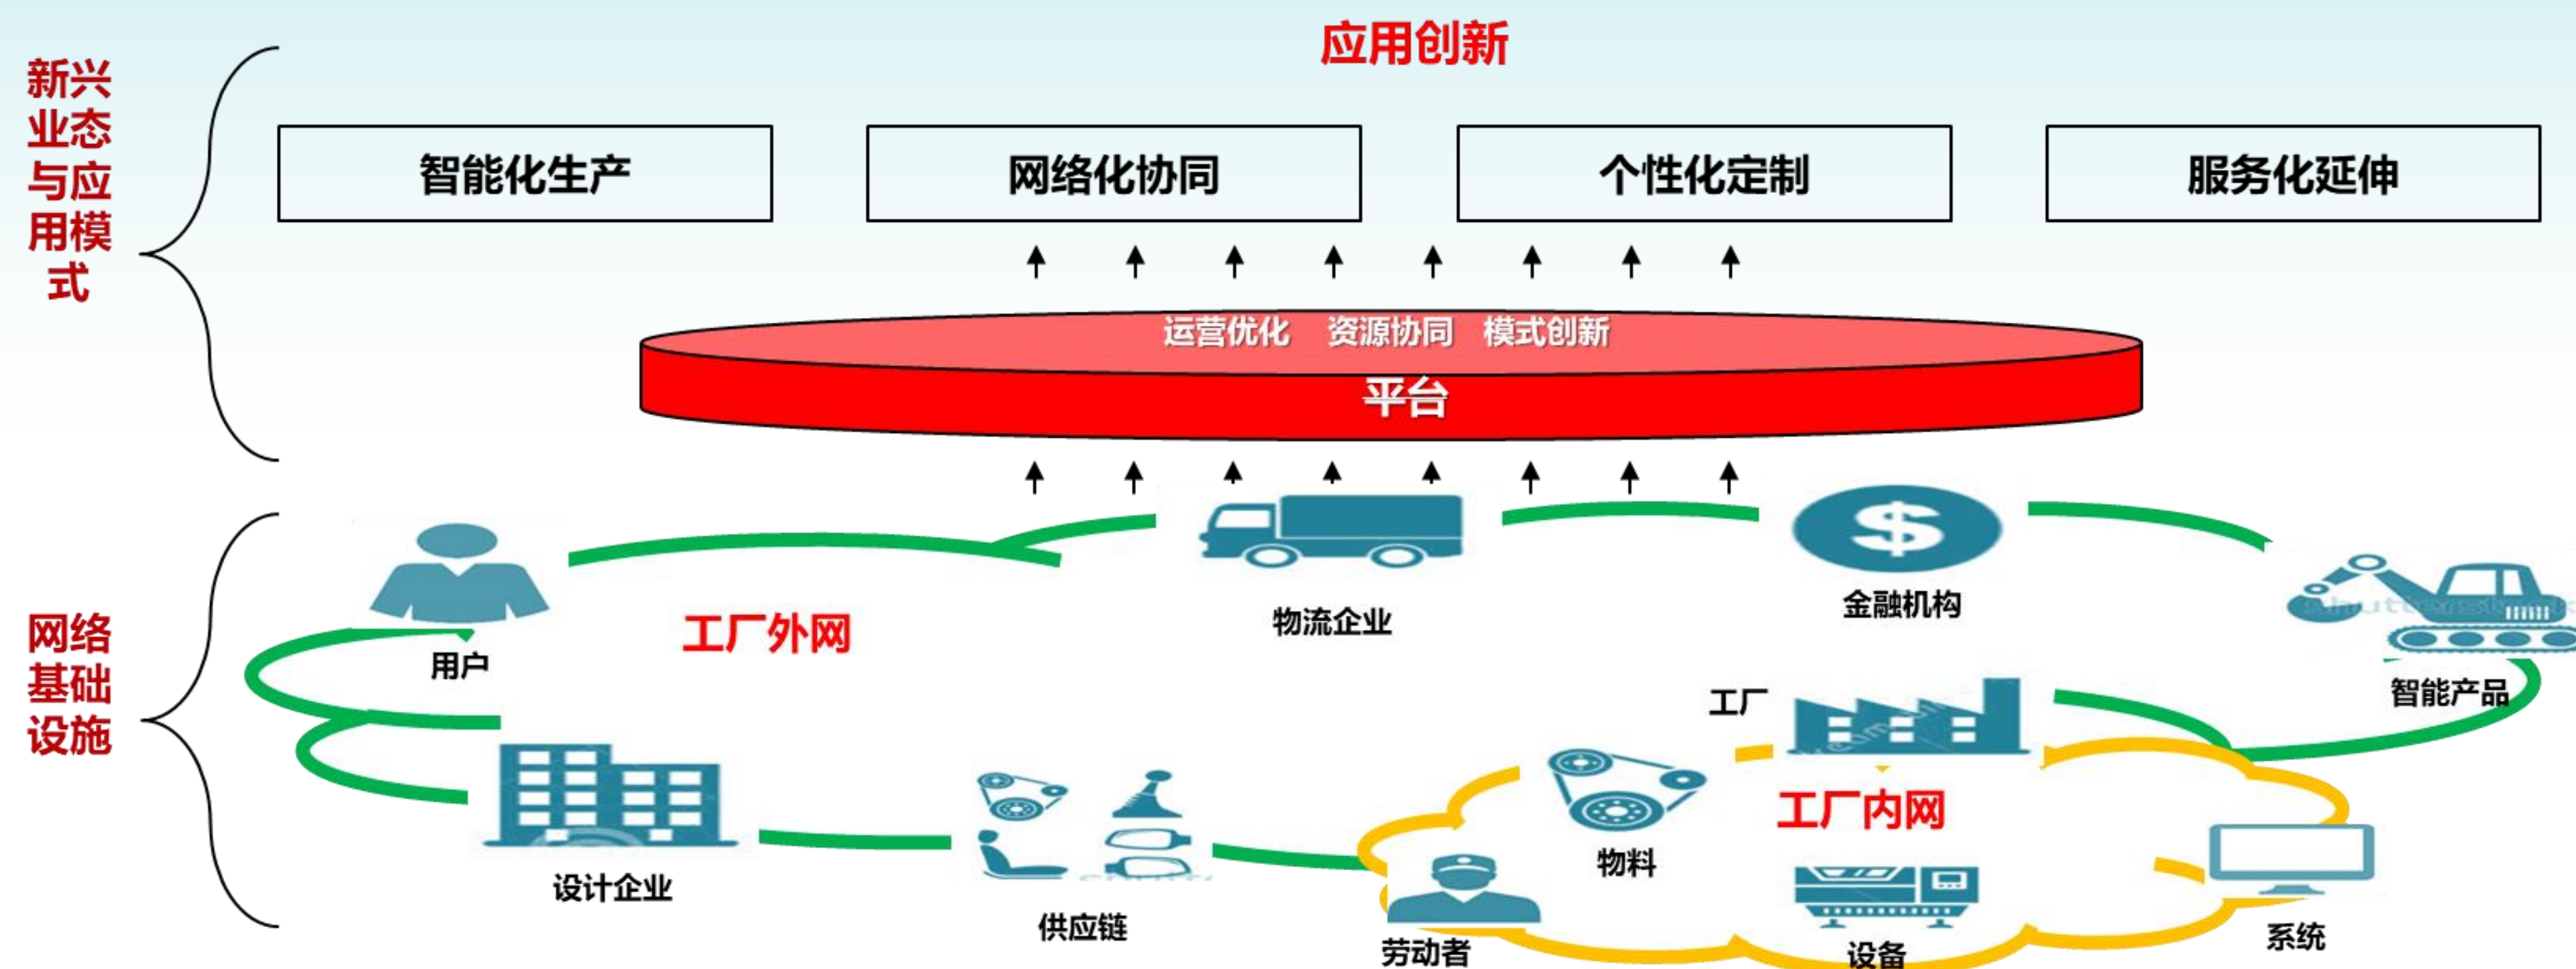 应用创新
新兴
业态
与应
用模
式
智能化生产
网络化协同
个性化定制
服务化延伸
运营优化 资源协同 模式创新
平台
网络
基础
设施
用户
工厂外网
物流企业
金融机构
智能产品
工厂
工厂内网
物料
设计企业
供应链
劳动者
设备
系统